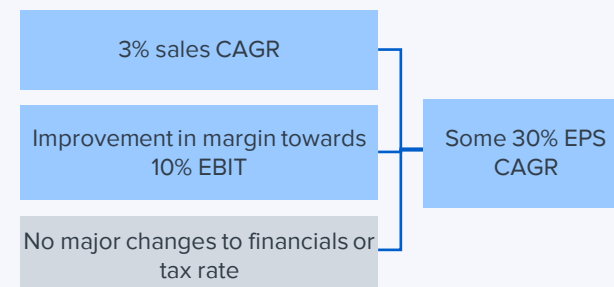 3% sales CAGR
Improvement in margin towards
10% EBIT
No major changes to financials or
tax rate
Some 30% EPS
CAGR